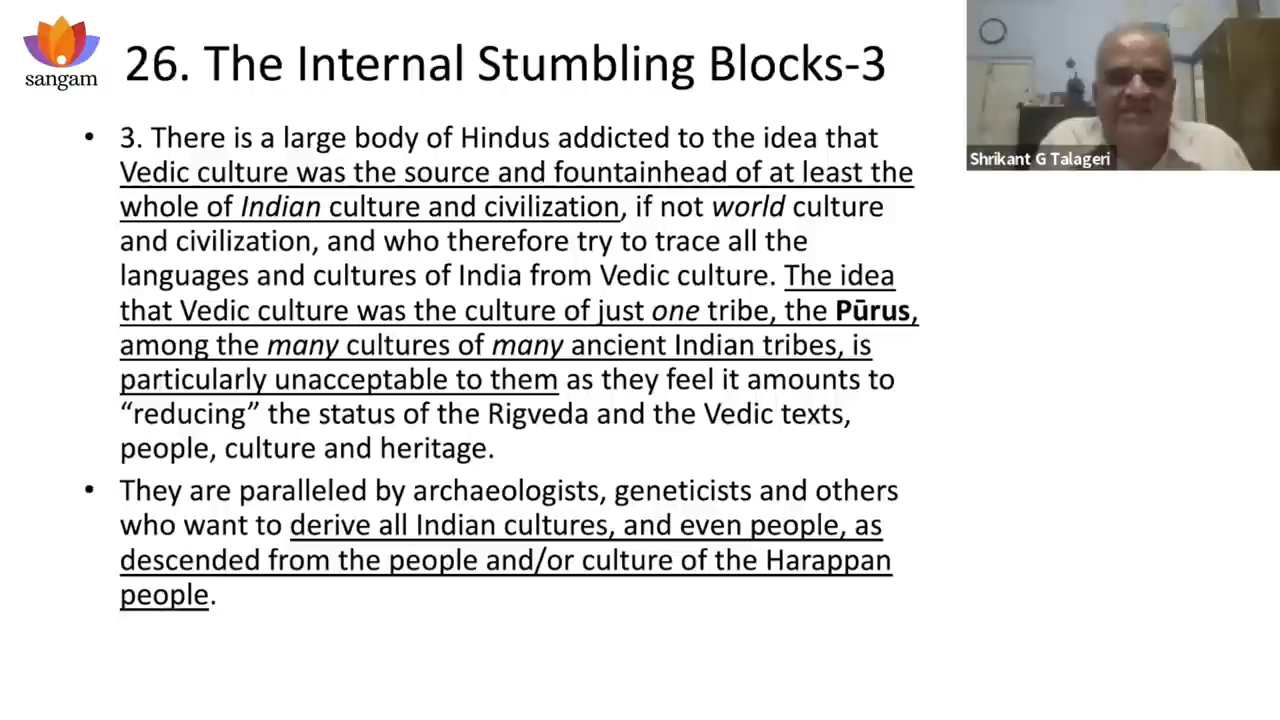 sangam
26. The Internal Stumbling Blocks-3
Shrikant G Talageri
• 3. There is a large body of Hindus addicted to the idea that
Vedic culture was the source and fountainhead of at least the
whole of Indian culture and civilization, if not world culture
and civilization, and who therefore try to trace all the
languages and cultures of India from Vedic culture. The idea
that Vedic culture was the culture of just one tribe, the Pūrus,
among the many cultures of many ancient Indian tribes, is
particularly unacceptable to them as they feel it amounts to
“reducing” the status of the Rigveda and the Vedic texts,
people, culture and heritage.
• They are paralleled by archaeologists, geneticists and others
who want to derive all Indian cultures, and even people, as
descended from the people and/or culture of the Harappan
people.